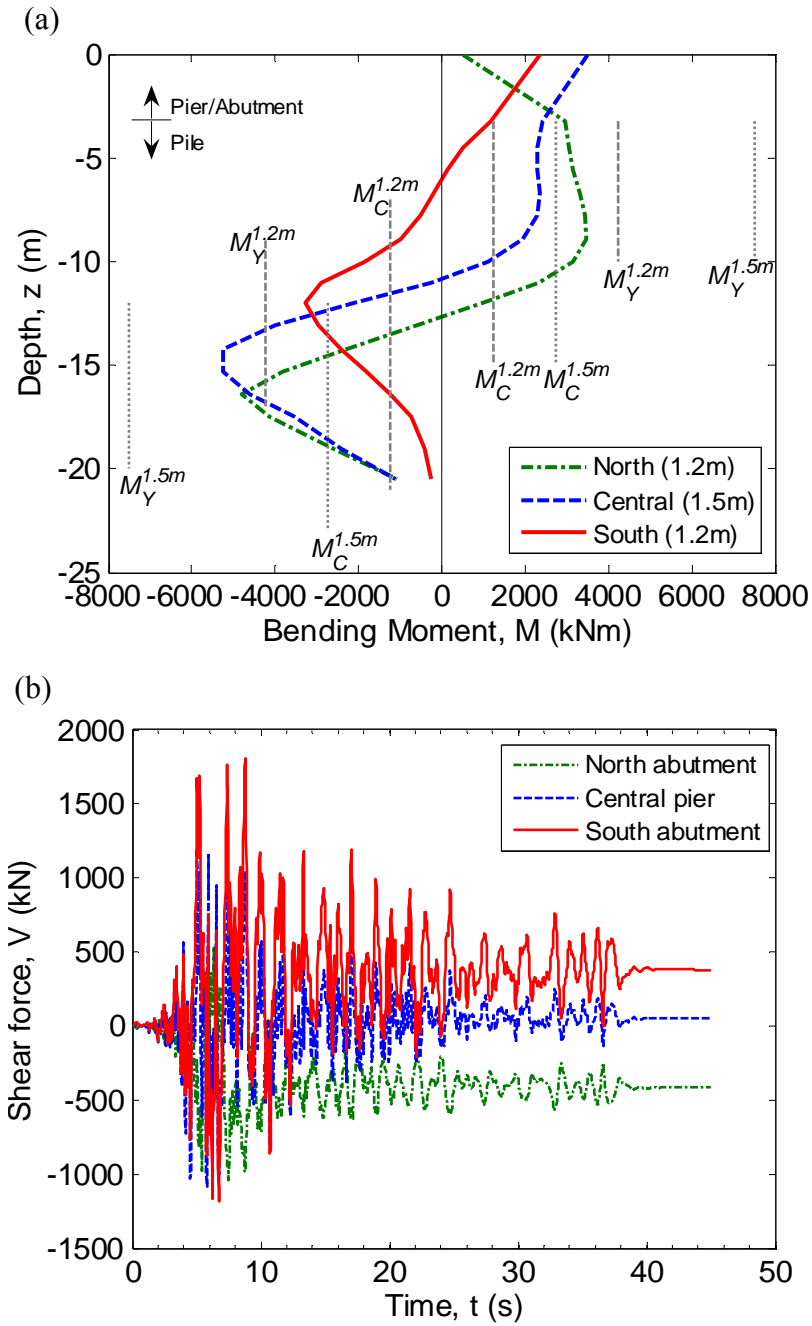 (a)
0
-5
-10
-15
-20
-25
Depth, z (m)
Pier/Abutment
Pile
M_C^{1.2m}
M_Y^{1.2m}
M_Y^{1.2m}
M_Y^{1.5m}
M_C^{1.2m}
M_C^{1.5m}
M_Y^{1.5m}
M_C^{1.5m}
North (1.2m)
Central (1.5m)
South (1.2m)
-8000 -6000 -4000 -2000 0 2000 4000 6000 8000
Bending Moment, M (kNm)
(b)
2000
1500
1000
500
0
-500
-1000
-1500
Shear force, V (kN)
North abutment
Central pier
South abutment
0 10 20 30 40 50
Time, t (s)